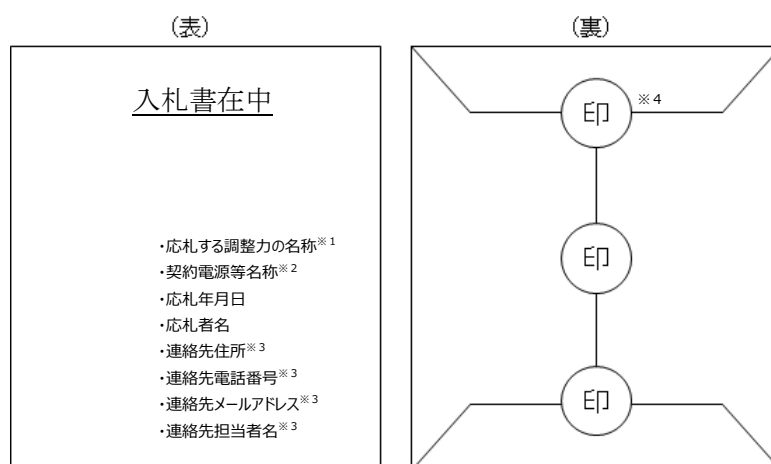 （表）
入札書在中
・応札する調整力の名称※1
・契約電源等名称※2
・応札年月日
・応札者名
・連絡先住所※3
・連絡先電話番号※3
・連絡先メールアドレス※3
・連絡先担当者名※3
（裏）
印 ※4
印
印